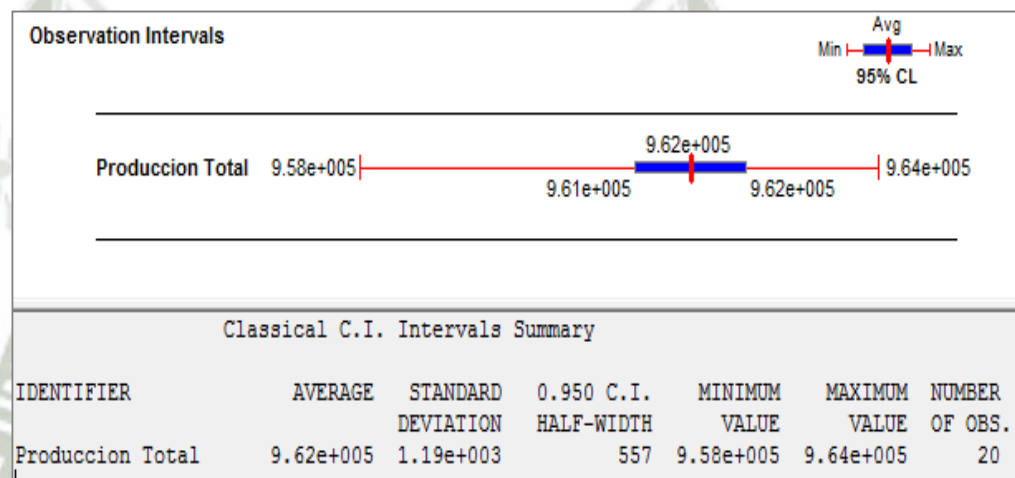 Observation Intervals
Avg
Min Max
95% CL
9.62e+005
Produccion Total 9.58e+005 9.64e+005
9.61e+005 9.62e+005
Classical C.I. Intervals Summary
IDENTIFIER AVERAGE STANDARD 0.950 C.I. MINIMUM MAXIMUM NUMBER
DEVIATION HALF-WIDTH VALUE VALUE OF OBS.
Produccion Total 9.62e+005 1.19e+003 557 9.58e+005 9.64e+005 20